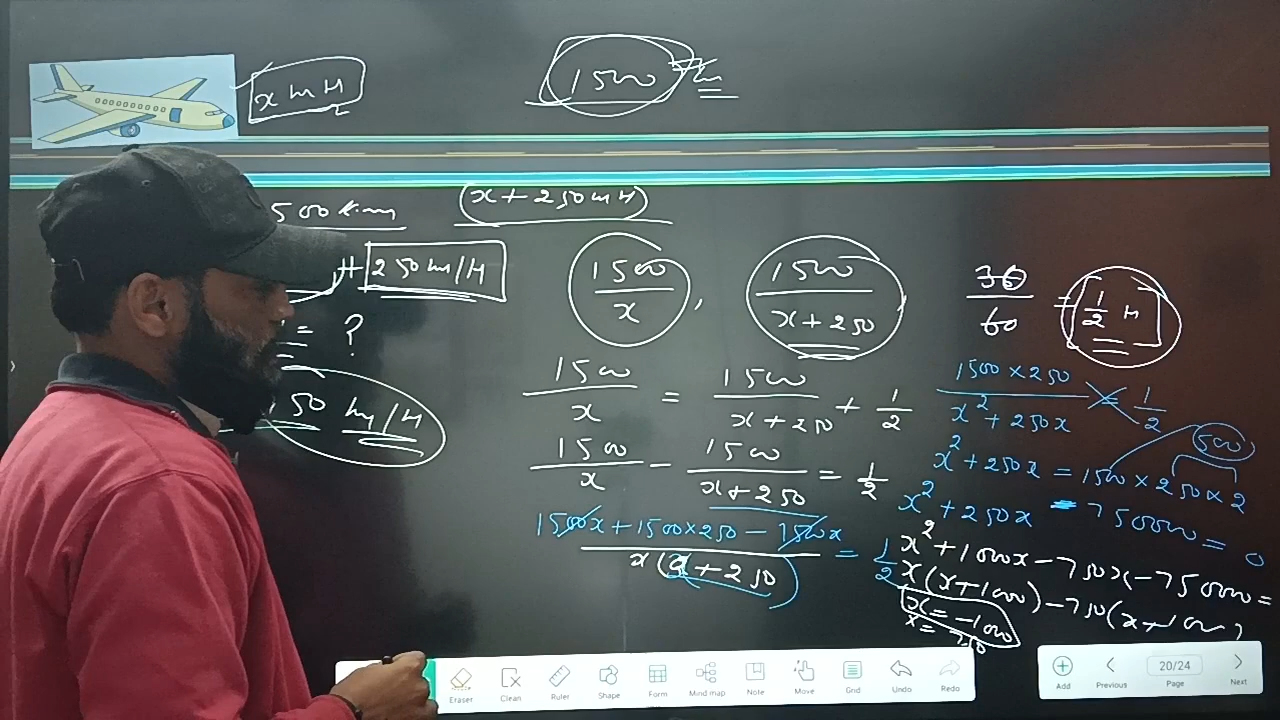 x km H
1500 km
500 km
(x + 250 km H)
H 250 km/H
1500/x , 1500/x + 250
30/60 = [1/2 H]
= ?
50 km/H
1500/x = 1500/x + 250 + 1/2
1500/x - 1500/x + 250 = 1/2
1500x + 1500 × 250 - 1500x / x(x + 250) = 1/2
1500 × 250 / x² + 250x = 1/2
500
x² + 250x = 1500 × 250 × 2
x² + 250x - 750000 = 0
x² + 1000x - 750x - 750000 =
x(x + 1000) - 750(x + 1000)
x = -1000
x = 750
Eraser
Clean
Ruler
Shape
Form
Mind map
Note
Move
Grid
Undo
Redo
Add
Previous
20/24
Page
Next